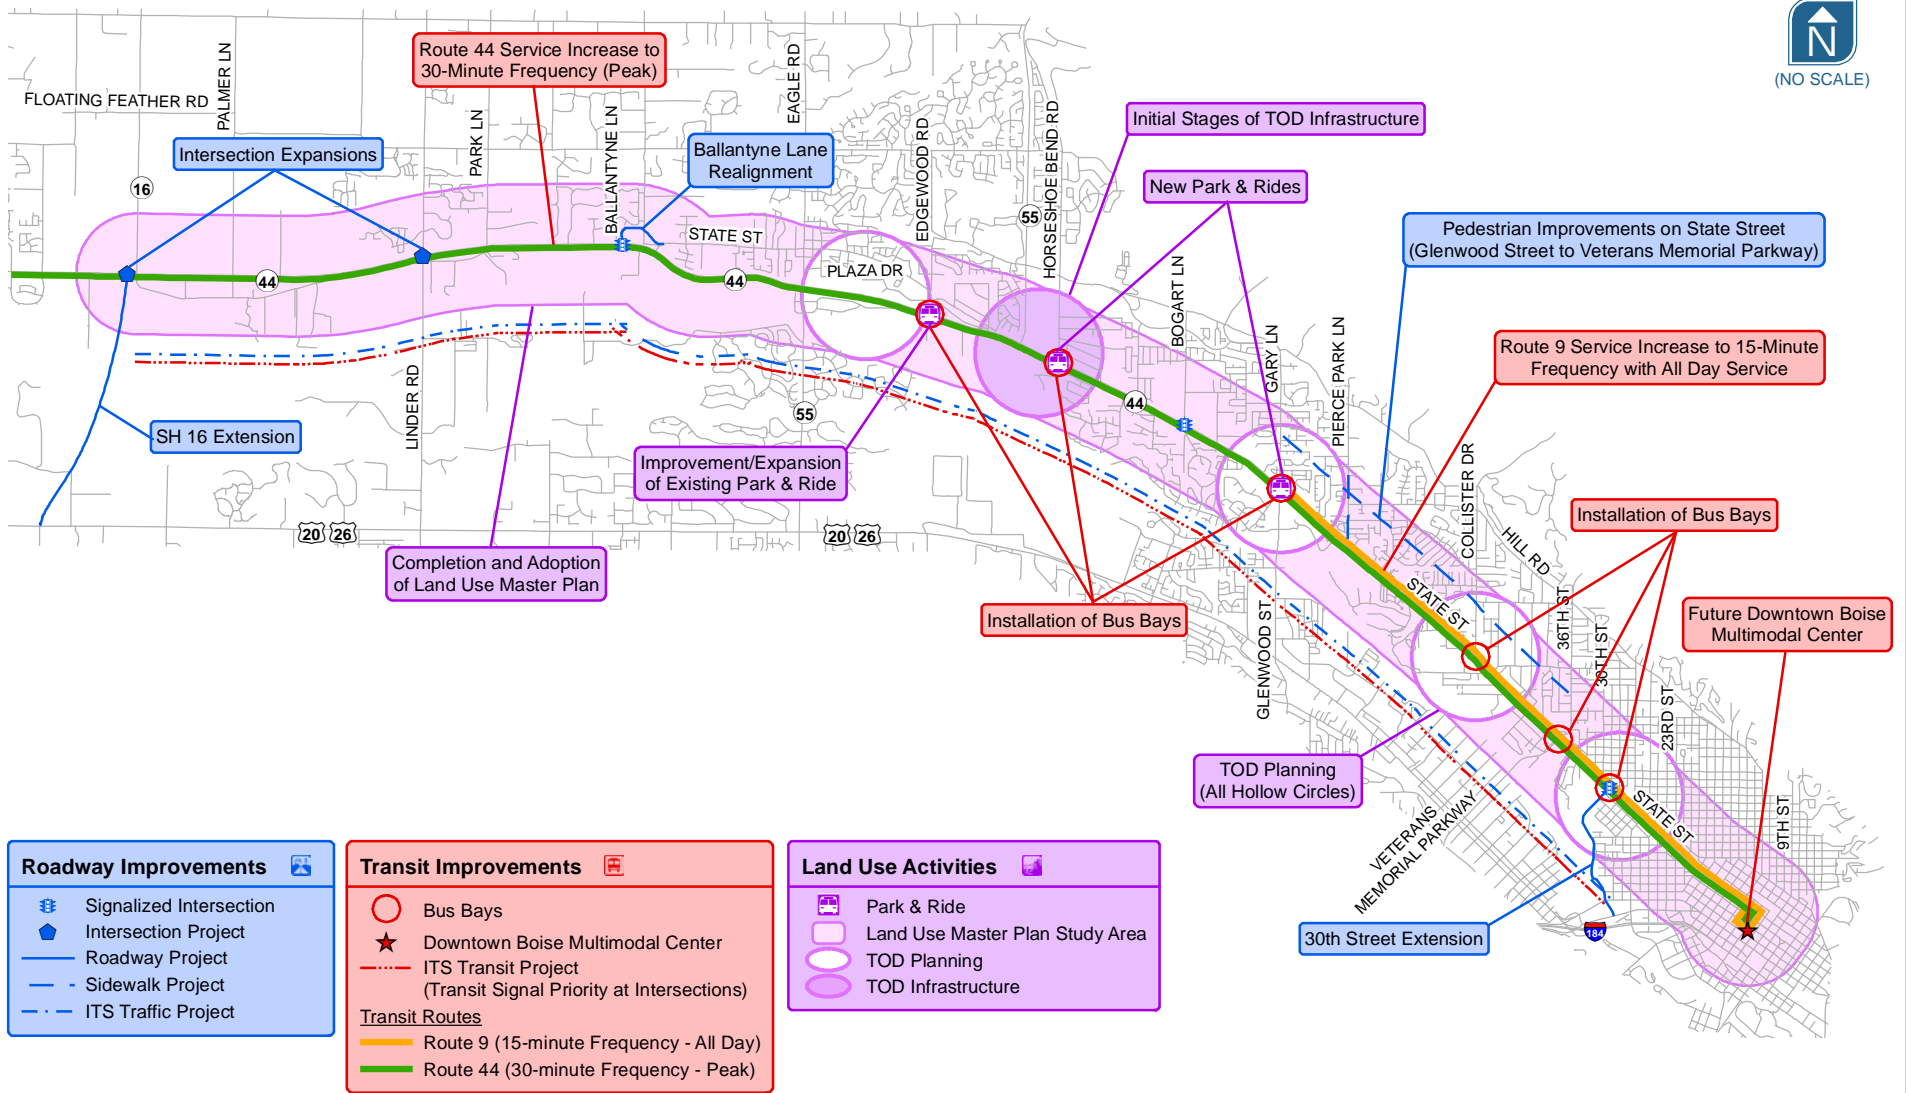 N
(NO SCALE)
Route 44 Service Increase to
30-Minute Frequency (Peak)
FLOATING FEATHER RD
PALMER LN
PARK LN
BALLANTYNE LN
EAGLE RD
EDGEWOOD RD
HORSESHOE BEND RD
Intersection Expansions
Ballantyne Lane
Realignment
Initial Stages of TOD Infrastructure
New Park & Rides
16
55
STATE ST
PLAZA DR
44
44
44
BOGART LN
GARY LN
PIERCE PARK LN
Pedestrian Improvements on State Street
(Glenwood Street to Veterans Memorial Parkway)
Route 9 Service Increase to 15-Minute
Frequency with All Day Service
LINDER RD
55
SH 16 Extension
Improvement/Expansion
of Existing Park & Ride
COLLISTER DR
HILL RD
Installation of Bus Bays
20 26
20 26
Completion and Adoption
of Land Use Master Plan
Installation of Bus Bays
STATE ST
36TH ST
30TH ST
Future Downtown Boise
Multimodal Center
GLENWOOD ST
23RD ST
TOD Planning
(All Hollow Circles)
STATE ST
9TH ST
VETERANS
MEMORIAL PARKWAY
30th Street Extension
184
Roadway Improvements
Signalized Intersection
Intersection Project
Roadway Project
Sidewalk Project
ITS Traffic Project
Transit Improvements
Bus Bays
Downtown Boise Multimodal Center
ITS Transit Project
(Transit Signal Priority at Intersections)
Transit Routes
Route 9 (15-minute Frequency - All Day)
Route 44 (30-minute Frequency - Peak)
Land Use Activities
Park & Ride
Land Use Master Plan Study Area
TOD Planning
TOD Infrastructure